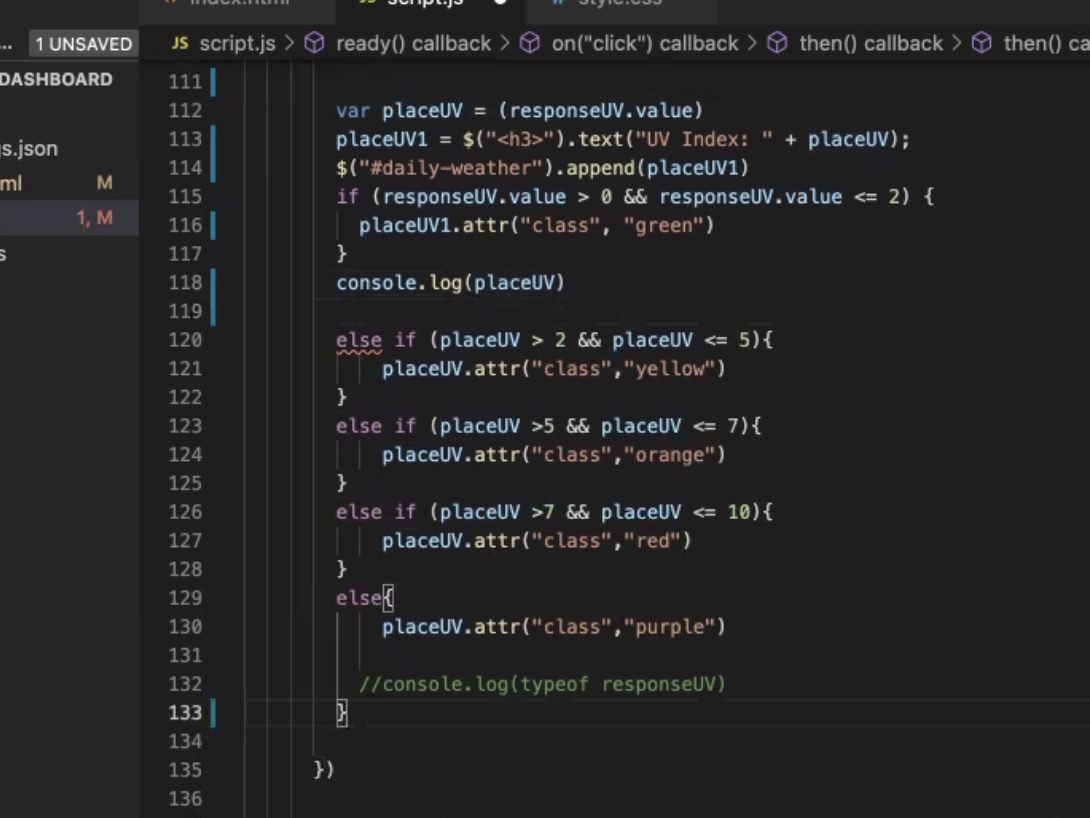 index.html
JS script.js
# style.css
... 1 UNSAVED
JS script.js > ready() callback > on("click") callback > then() callback > then() ca
DASHBOARD
gs.json
ml M
1, M
s
111
112 var placeUV = (responseUV.value)
113 placeUV1 = $("<h3>").text("UV Index: " + placeUV);
114 $("#daily-weather").append(placeUV1)
115 if (responseUV.value > 0 && responseUV.value <= 2) {
116 placeUV1.attr("class", "green")
117 }
118 console.log(placeUV)
119
120 else if (placeUV > 2 && placeUV <= 5){
121 placeUV.attr("class","yellow")
122 }
123 else if (placeUV >5 && placeUV <= 7){
124 placeUV.attr("class","orange")
125 }
126 else if (placeUV >7 && placeUV <= 10){
127 placeUV.attr("class","red")
128 }
129 else{
130 placeUV.attr("class","purple")
131
132 //console.log(typeof responseUV)
133 }
134
135 })
136